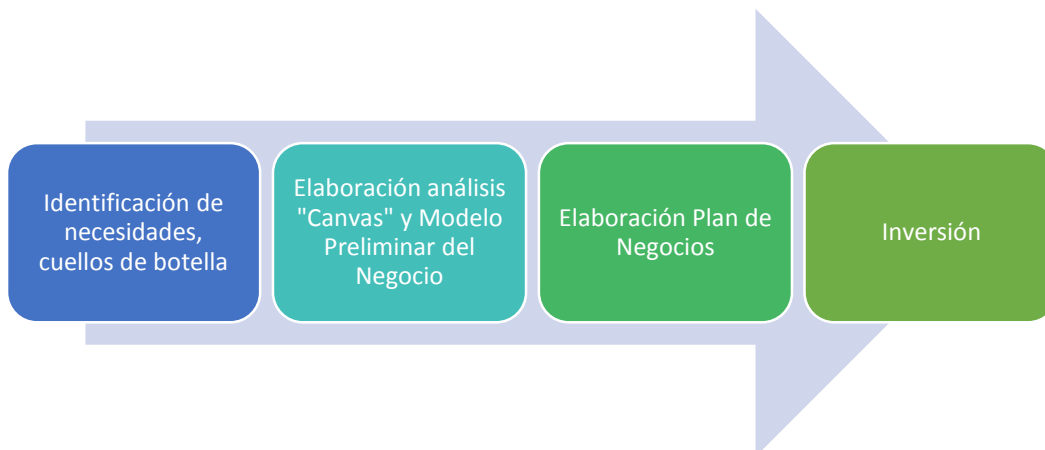 Identificación de
necesidades,
cuellos de botella
Elaboración análisis
"Canvas" y Modelo
Preliminar del
Negocio
Elaboración Plan de
Negocios
Inversión